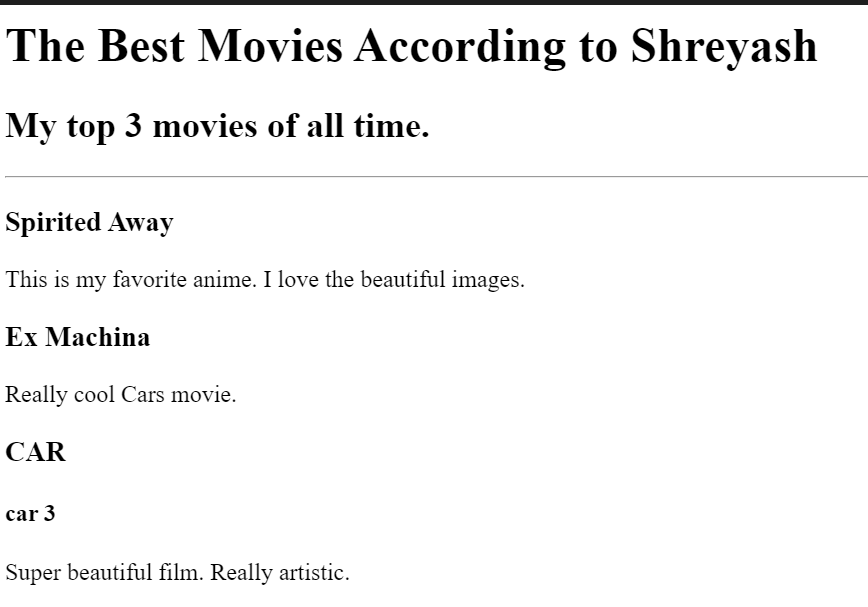 The Best Movies According to Shreyash
My top 3 movies of all time.
Spirited Away
This is my favorite anime. I love the beautiful images.
Ex Machina
Really cool Cars movie.
CAR
car 3
Super beautiful film. Really artistic.